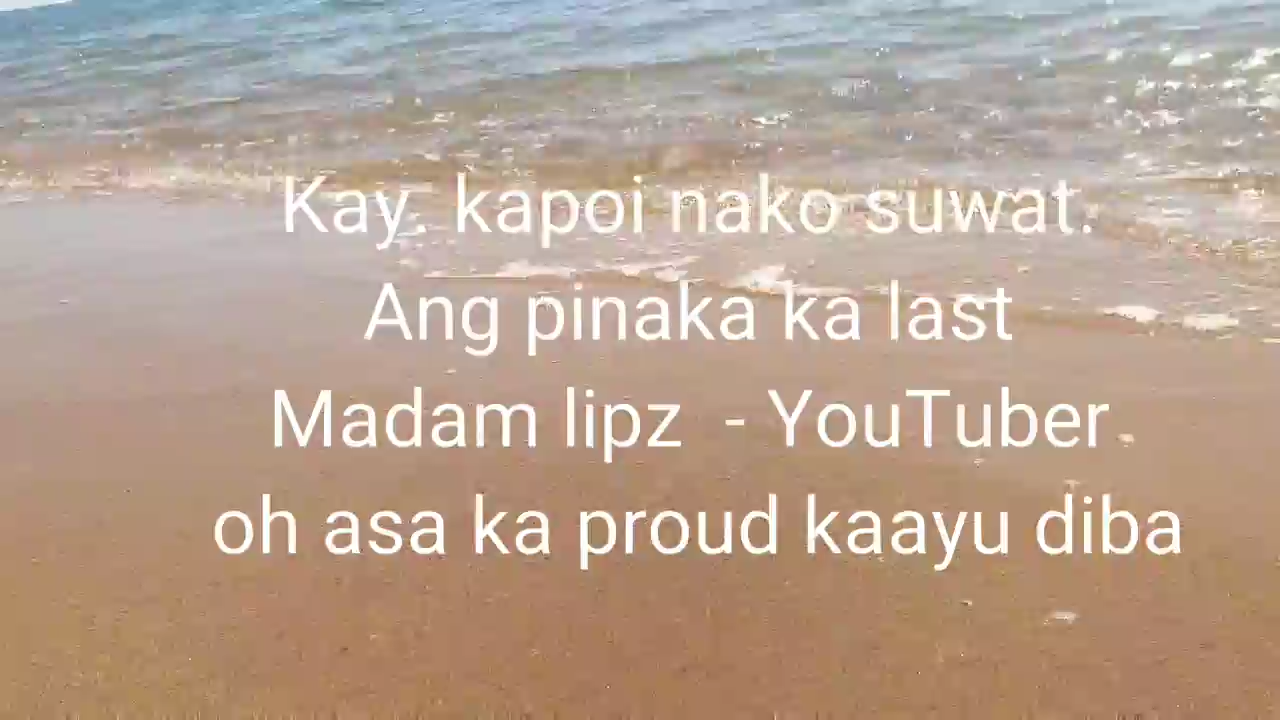 Kay. kapoi nako suwat.
Ang pinaka ka last
Madam lipz - YouTuber
oh asa ka proud kaayu diba